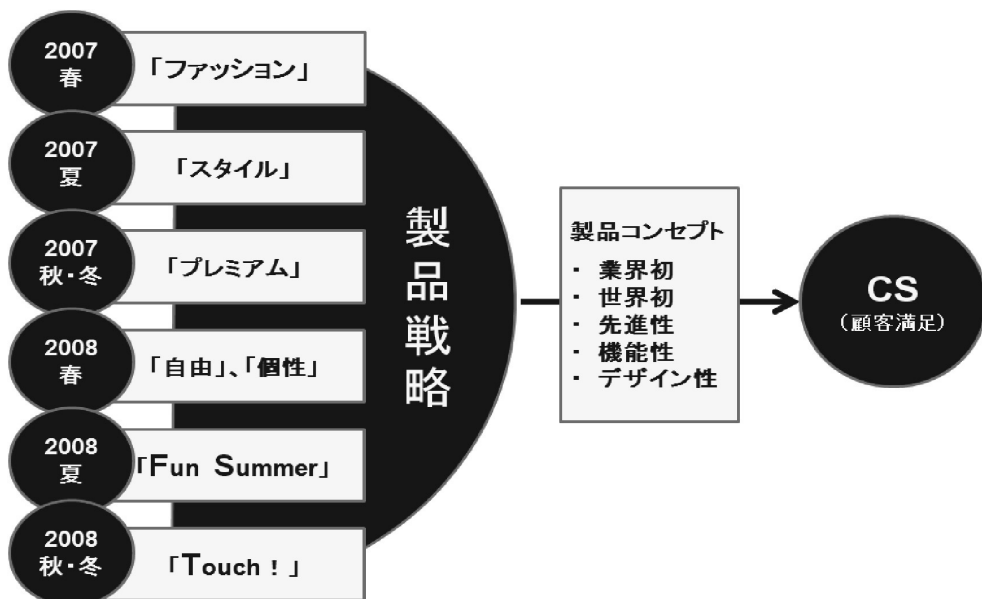 2007
春
「ファッション」
2007
夏
「スタイル」
2007
秋・冬
「プレミアム」
2008
春
「自由」、「個性」
2008
夏
「Fun Summer」
2008
秋・冬
「Touch！」
製品戦略
製品コンセプト
・ 業界初
・ 世界初
・ 先進性
・ 機能性
・ デザイン性
CS
（顧客満足）